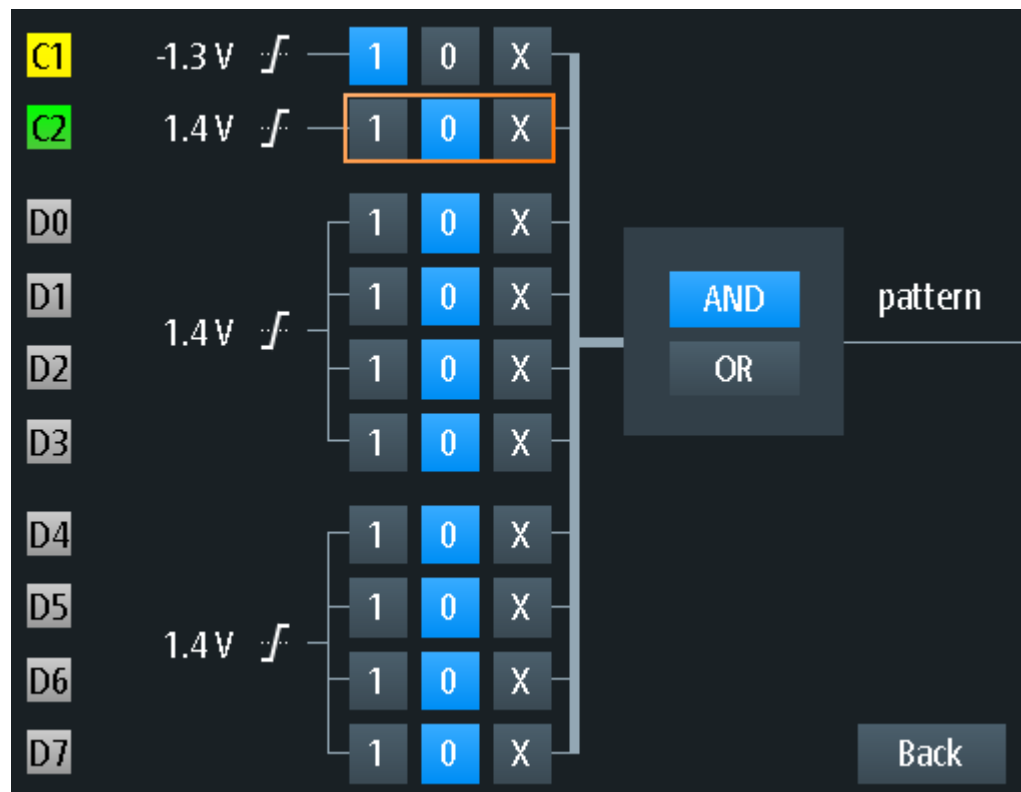 C1 -1.3 V 1 0 X
C2 1.4 V 1 0 X
D0 1 0 X
D1 1 0 X AND pattern
1.4 V
D2 1 0 X OR
D3 1 0 X
D4 1 0 X
D5 1 0 X
1.4 V
D6 1 0 X
D7 1 0 X Back